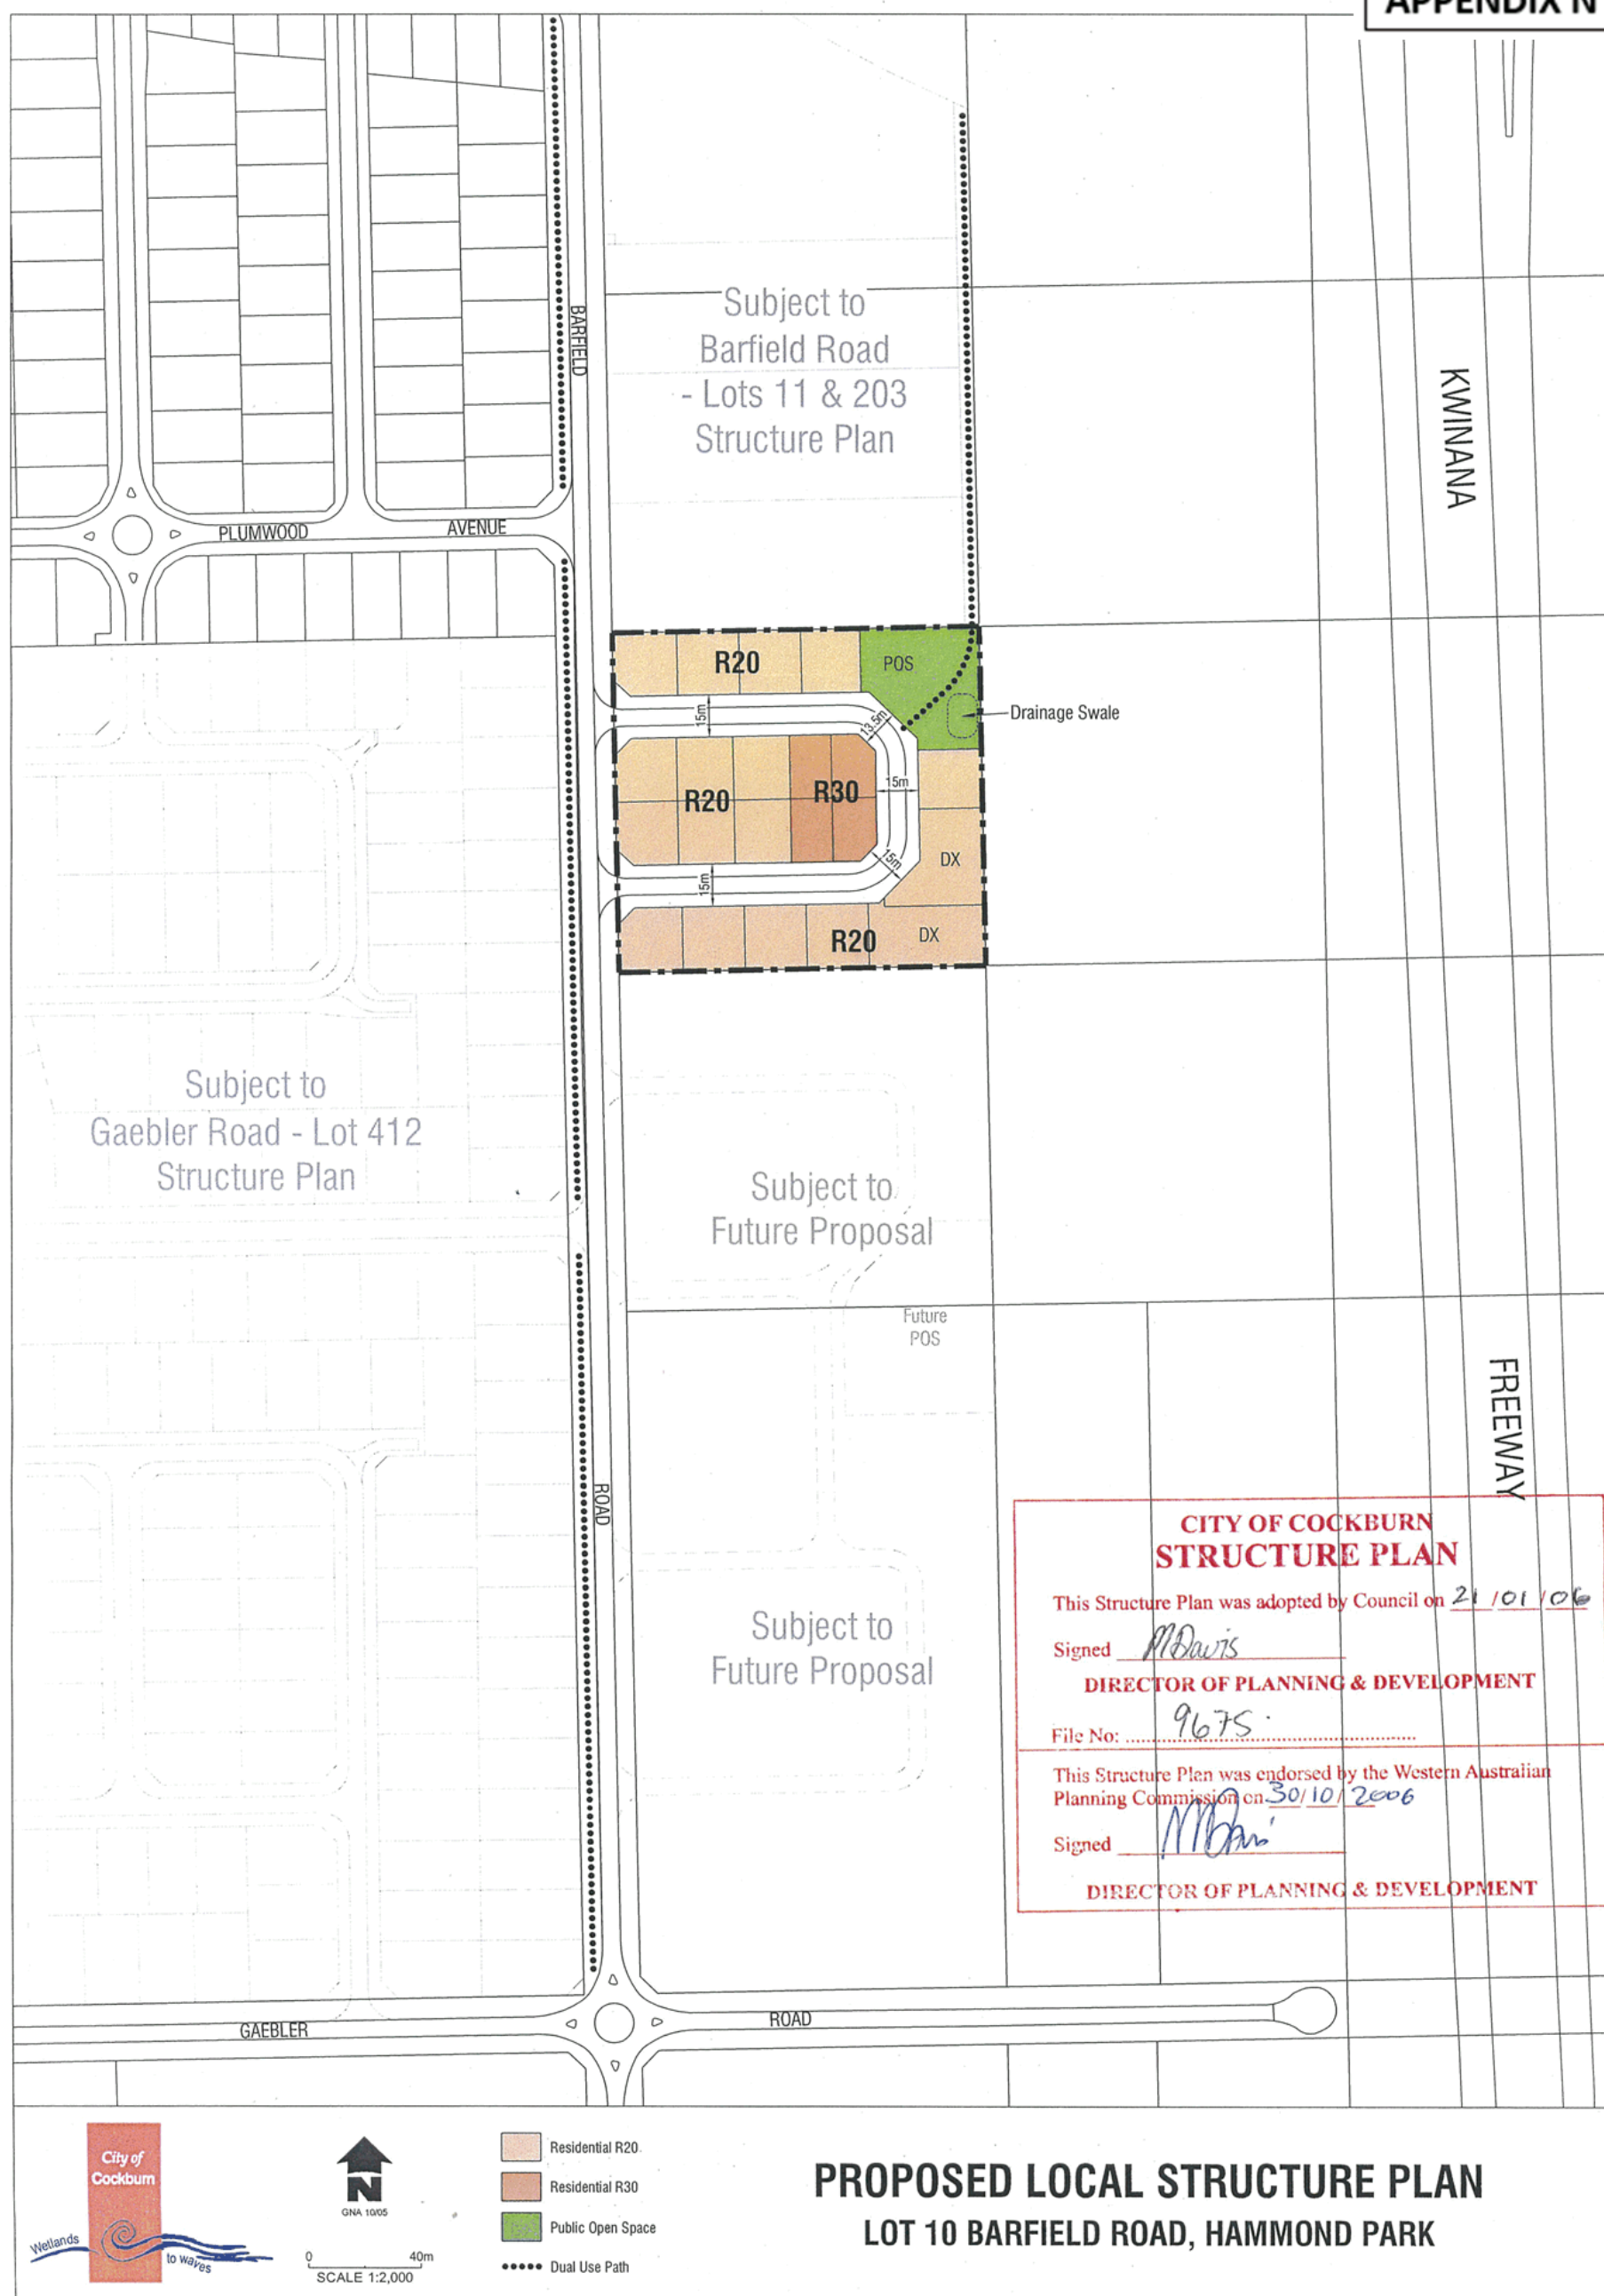 APPENDIX N
BARFIELD
Subject to
Barfield Road
- Lots 11 & 203
Structure Plan
KWINANA
PLUMWOOD
AVENUE
R20
POS
15m
13.5m
Drainage Swale
R20
R30
15m
DX
15m
15m
R20
DX
Subject to
Gaebler Road - Lot 412
Structure Plan
Subject to
Future Proposal
Future
POS
FREEWAY
ROAD
Subject to
Future Proposal
CITY OF COCKBURN
STRUCTURE PLAN
This Structure Plan was adopted by Council on 21/01/06
Signed MDavis
DIRECTOR OF PLANNING & DEVELOPMENT
File No: 9675
This Structure Plan was endorsed by the Western Australian
Planning Commission on 30/10/2006
Signed
DIRECTOR OF PLANNING & DEVELOPMENT
GAEBLER
ROAD
City of
Cockburn
Wetlands
to waves
N
GNA 10/05
0 40m
SCALE 1:2,000
Residential R20
Residential R30
Public Open Space
Dual Use Path
PROPOSED LOCAL STRUCTURE PLAN
LOT 10 BARFIELD ROAD, HAMMOND PARK